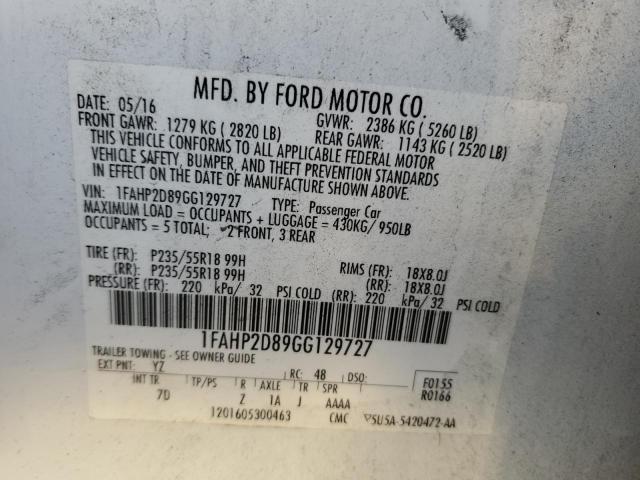 MFD. BY FORD MOTOR CO.
DATE: 05/16 GVWR: 2386 KG ( 5260 LB)
FRONT GAWR: 1279 KG ( 2820 LB) REAR GAWR: 1143 KG ( 2520 LB)
THIS VEHICLE CONFORMS TO ALL APPLICABLE FEDERAL MOTOR
VEHICLE SAFETY, BUMPER, AND THEFT PREVENTION STANDARDS
IN EFFECT ON THE DATE OF MANUFACTURE SHOWN ABOVE.
VIN: 1FAHP2D89GG129727 TYPE: Passenger Car
MAXIMUM LOAD = OCCUPANTS + LUGGAGE = 430KG/ 950LB
OCCUPANTS = 5 TOTAL; 2 FRONT, 3 REAR
TIRE (FR): P235/55R18 99H RIMS (FR): 18X8.0J
(RR): P235/55R18 99H (RR): 18X8.0J
PRESSURE (FR): 220 kPa/ 32 PSI COLD (RR): 220 kPa/ 32 PSI COLD
1FAHP2D89GG129727
TRAILER TOWING - SEE OWNER GUIDE
EXT PNT: YZ RC: 48 DSO: F0155
INT TR TP/PS R AXLE TR SPR R0166
7D Z 1A J AAAA
1201605300463 CMC 5U5A-5420472-AA